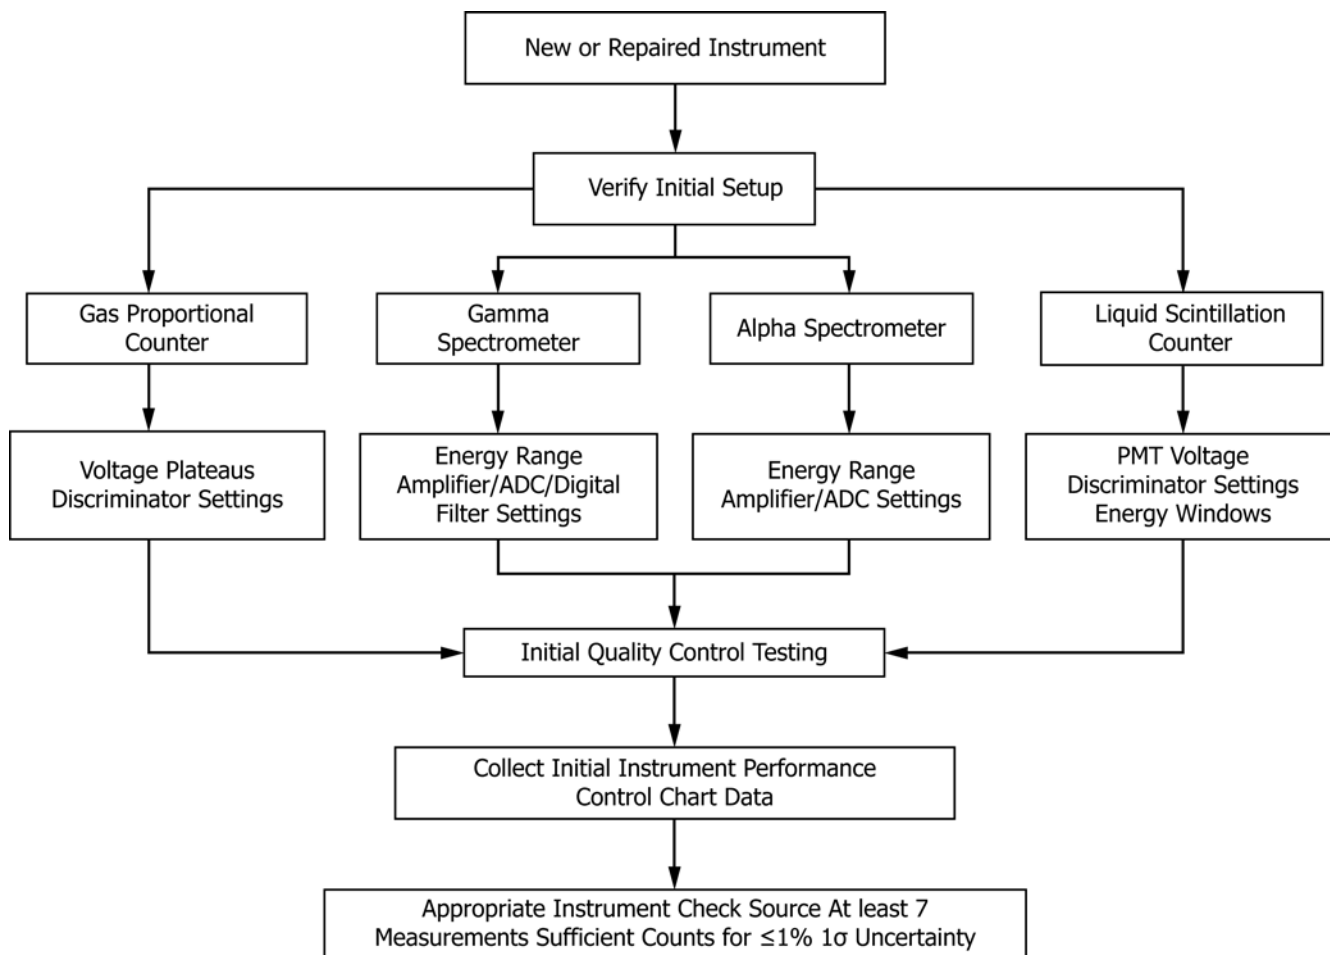 New or Repaired Instrument
Verify Initial Setup
Gas Proportional
Counter
Gamma
Spectrometer
Alpha Spectrometer
Liquid Scintillation
Counter
Voltage Plateaus
Discriminator Settings
Energy Range
Amplifier/ADC/Digital
Filter Settings
Energy Range
Amplifier/ADC Settings
PMT Voltage
Discriminator Settings
Energy Windows
Initial Quality Control Testing
Collect Initial Instrument Performance
Control Chart Data
Appropriate Instrument Check Source At least 7
Measurements Sufficient Counts for ≤1% 1σ Uncertainty